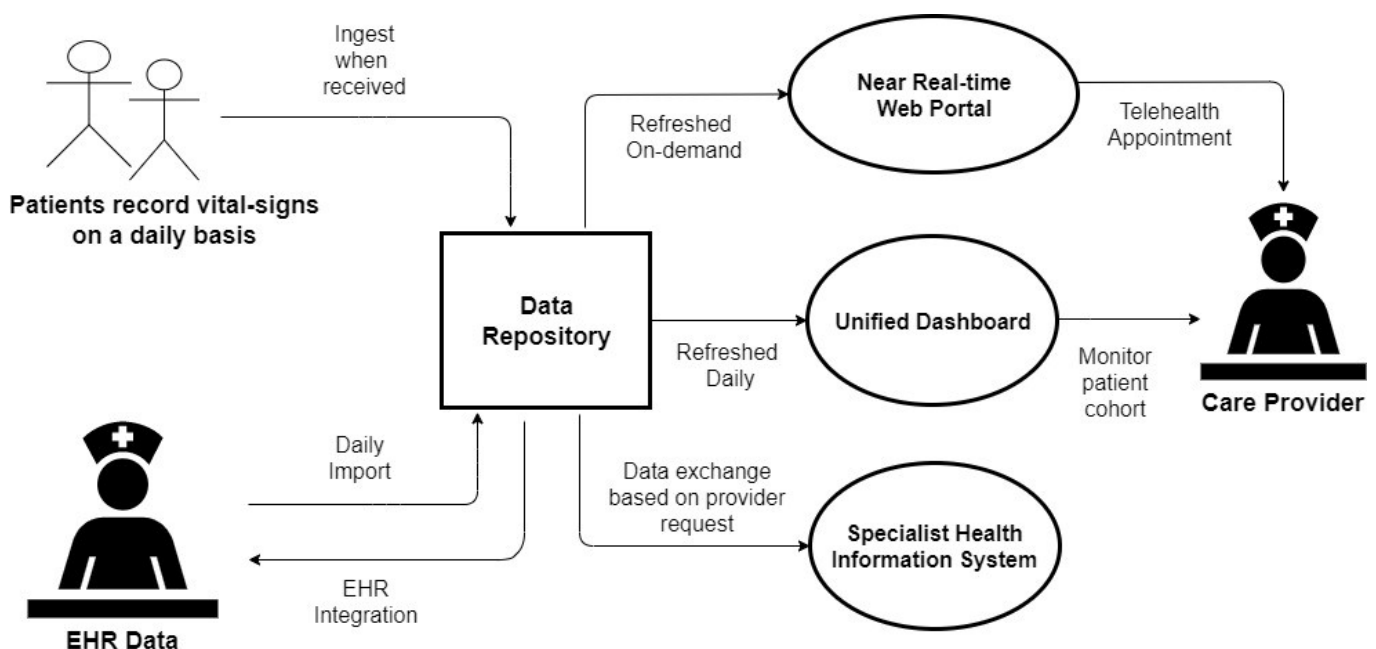 Ingest
when
received
Patients record vital-signs
on a daily basis
Refreshed
On-demand
Near Real-time
Web Portal
Telehealth
Appointment
Data
Repository
Refreshed
Daily
Unified Dashboard
Monitor
patient
cohort
Care Provider
Daily
Import
EHR
Integration
EHR Data
Data exchange
based on provider
request
Specialist Health
Information System